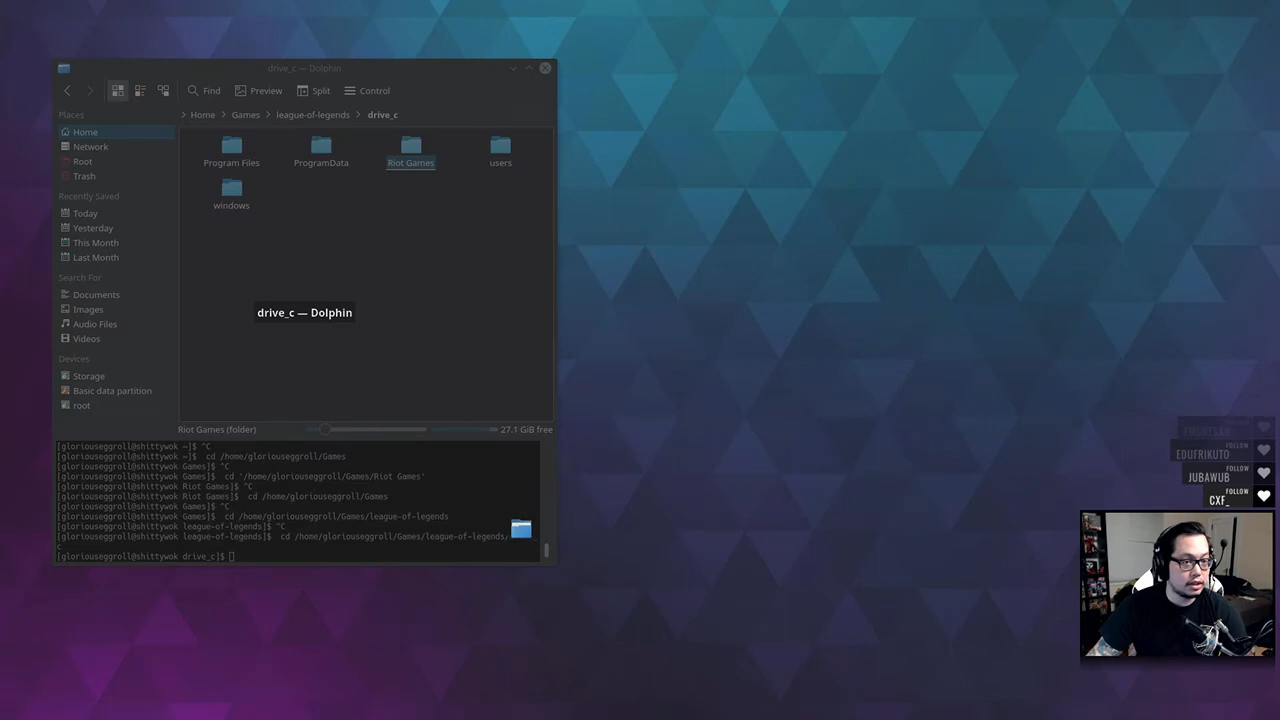 drive_c — Dolphin
Find
Preview
Split
Control
Places
> Home > Games > league-of-legends > drive_c
Home
Network
Root
Trash
Recently Saved
Today
Yesterday
This Month
Last Month
Search For
Documents
Images
Audio Files
Videos
Devices
Storage
Basic data partition
root
Program Files
ProgramData
Riot Games
users
windows
drive_c — Dolphin
Riot Games (folder)
27.1 GiB free
[gloriouseggroll@shittywok ~]$ ^C
[gloriouseggroll@shittywok ~]$  cd /home/gloriouseggroll/Games
[gloriouseggroll@shittywok Games]$ ^C
[gloriouseggroll@shittywok Games]$  cd '/home/gloriouseggroll/Games/Riot Games'
[gloriouseggroll@shittywok Riot Games]$ ^C
[gloriouseggroll@shittywok Riot Games]$  cd /home/gloriouseggroll/Games
[gloriouseggroll@shittywok Games]$ ^C
[gloriouseggroll@shittywok Games]$  cd /home/gloriouseggroll/Games/league-of-legends
[gloriouseggroll@shittywok league-of-legends]$ ^C
[gloriouseggroll@shittywok league-of-legends]$  cd /home/gloriouseggroll/Games/league-of-legends/
c
[gloriouseggroll@shittywok drive_c]$
FOLLOW
FOLLOW
EDUFRIKUTO
FOLLOW
JUBAWUB
FOLLOW
CXF_